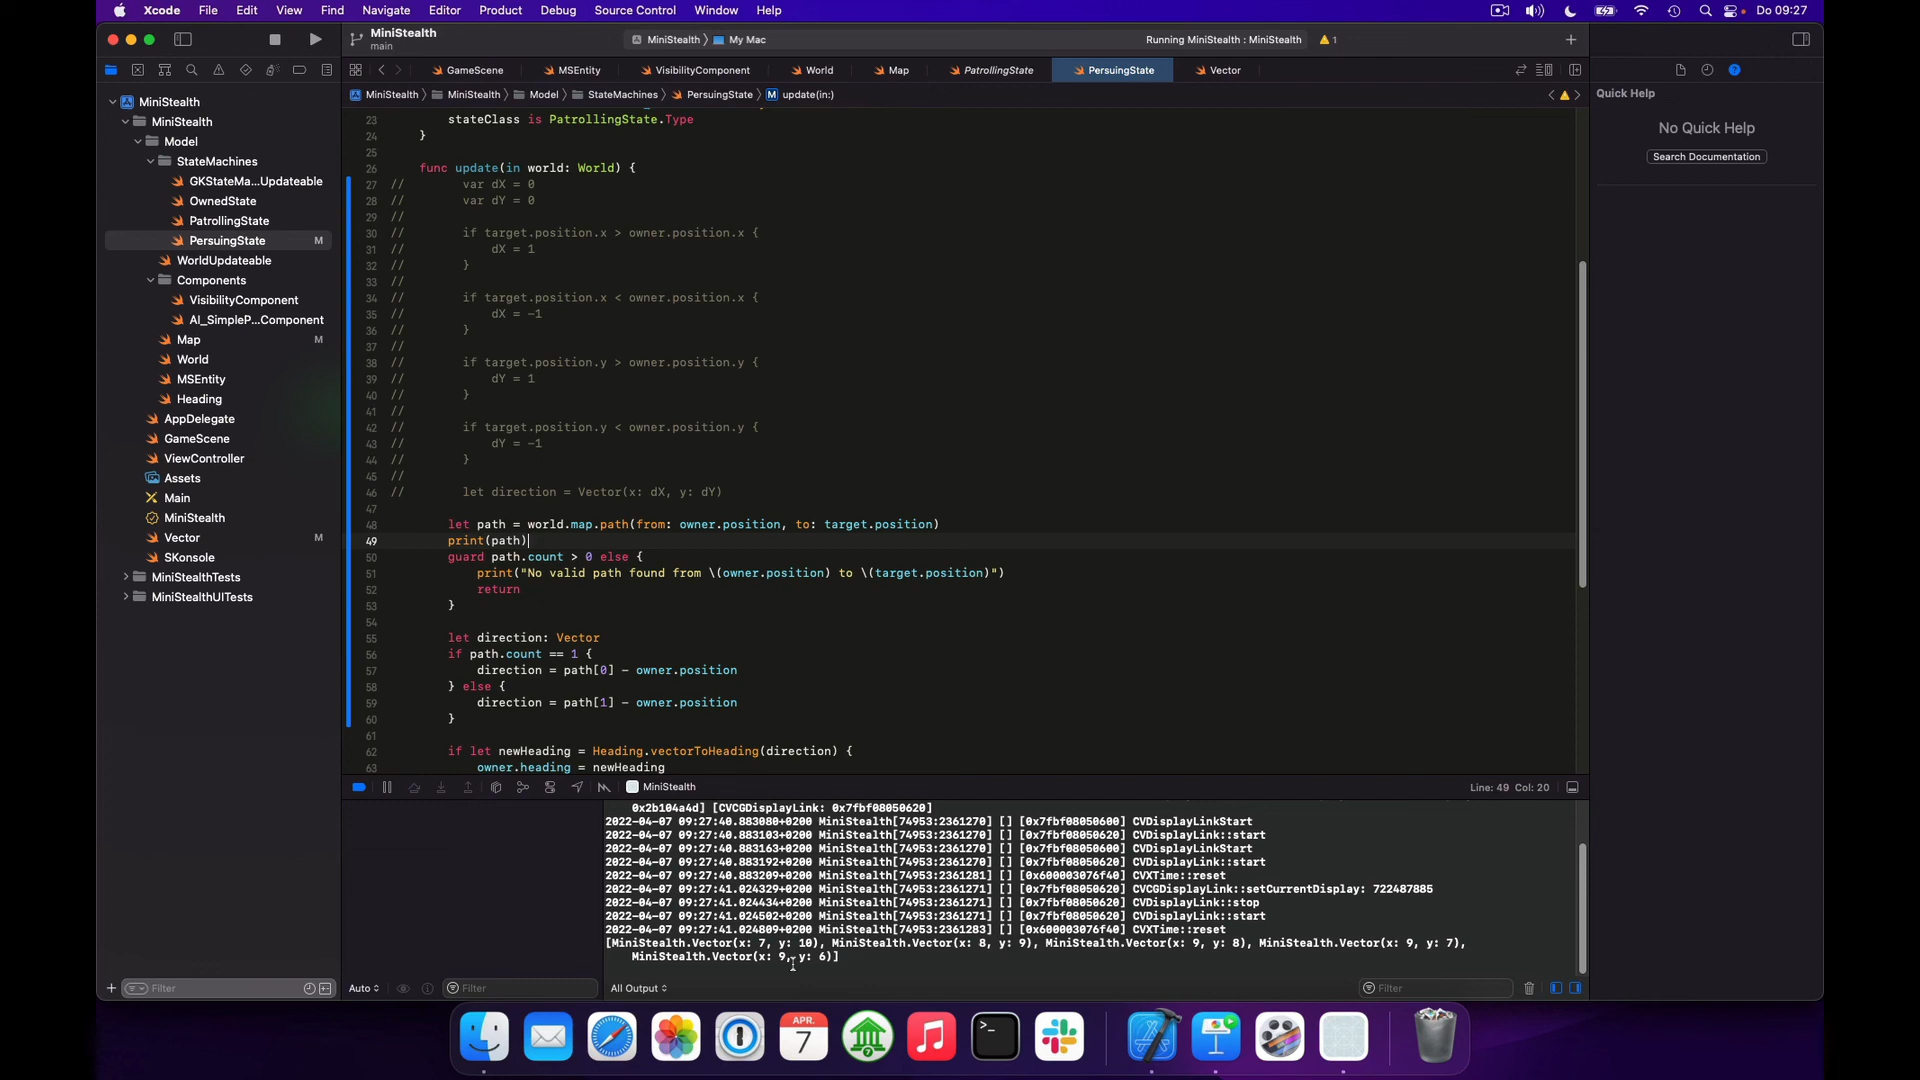 Xcode File Edit View Find Navigate Editor Product Debug Source Control Window Help Do 09:27
MiniStealth
main
MiniStealth My Mac Running MiniStealth : MiniStealth 1
GameScene MSEntity VisibilityComponent World Map PatrollingState PersuingState Vector
MiniStealth MiniStealth Model StateMachines PersuingState M update(in:)
MiniStealth
MiniStealth
Model
StateMachines
GKStateMa...Updateable
OwnedState
PatrollingState
PersuingState M
WorldUpdateable
Components
VisibilityComponent
AI_SimpleP...Component
Map M
World
MSEntity
Heading
AppDelegate
GameScene
ViewController
Assets
Main
MiniStealth
Vector M
SKonsole
MiniStealthTests
MiniStealthUITests
Filter
23 stateClass is PatrollingState.Type
24 }
25
26 func update(in world: World) {
27 // var dX = 0
28 // var dY = 0
29 //
30 // if target.position.x > owner.position.x {
31 // dX = 1
32 // }
33 //
34 // if target.position.x < owner.position.x {
35 // dX = -1
36 // }
37 //
38 // if target.position.y > owner.position.y {
39 // dY = 1
40 // }
41 //
42 // if target.position.y < owner.position.y {
43 // dY = -1
44 // }
45 //
46 // let direction = Vector(x: dX, y: dY)
47
48 let path = world.map.path(from: owner.position, to: target.position)
49 print(path)
50 guard path.count > 0 else {
51 print("No valid path found from \(owner.position) to \(target.position)")
52 return
53 }
54
55 let direction: Vector
56 if path.count == 1 {
57 direction = path[0] - owner.position
58 } else {
59 direction = path[1] - owner.position
60 }
61
62 if let newHeading = Heading.vectorToHeading(direction) {
63 owner.heading = newHeading
MiniStealth Line: 49 Col: 20
0x2b104a4d] [CVCGDisplayLink: 0x7fbf08050620]
2022-04-07 09:27:40.883080+0200 MiniStealth[74953:2361270] [] [0x7fbf08050600] CVDisplayLinkStart
2022-04-07 09:27:40.883103+0200 MiniStealth[74953:2361270] [] [0x7fbf08050620] CVDisplayLink::start
2022-04-07 09:27:40.883163+0200 MiniStealth[74953:2361270] [] [0x7fbf08050600] CVDisplayLinkStart
2022-04-07 09:27:40.883192+0200 MiniStealth[74953:2361270] [] [0x7fbf08050620] CVDisplayLink::start
2022-04-07 09:27:40.883209+0200 MiniStealth[74953:2361281] [] [0x600003076f40] CVXTime::reset
2022-04-07 09:27:41.024329+0200 MiniStealth[74953:2361271] [] [0x7fbf08050620] CVCGDisplayLink::setCurrentDisplay: 722487885
2022-04-07 09:27:41.024434+0200 MiniStealth[74953:2361271] [] [0x7fbf08050620] CVDisplayLink::stop
2022-04-07 09:27:41.024502+0200 MiniStealth[74953:2361271] [] [0x7fbf08050620] CVDisplayLink::start
2022-04-07 09:27:41.024809+0200 MiniStealth[74953:2361283] [] [0x600003076f40] CVXTime::reset
[MiniStealth.Vector(x: 7, y: 10), MiniStealth.Vector(x: 8, y: 9), MiniStealth.Vector(x: 9, y: 8), MiniStealth.Vector(x: 9, y: 7),
MiniStealth.Vector(x: 9, y: 6)]
Auto Filter All Output Filter
Quick Help
No Quick Help
Search Documentation
APR.
7